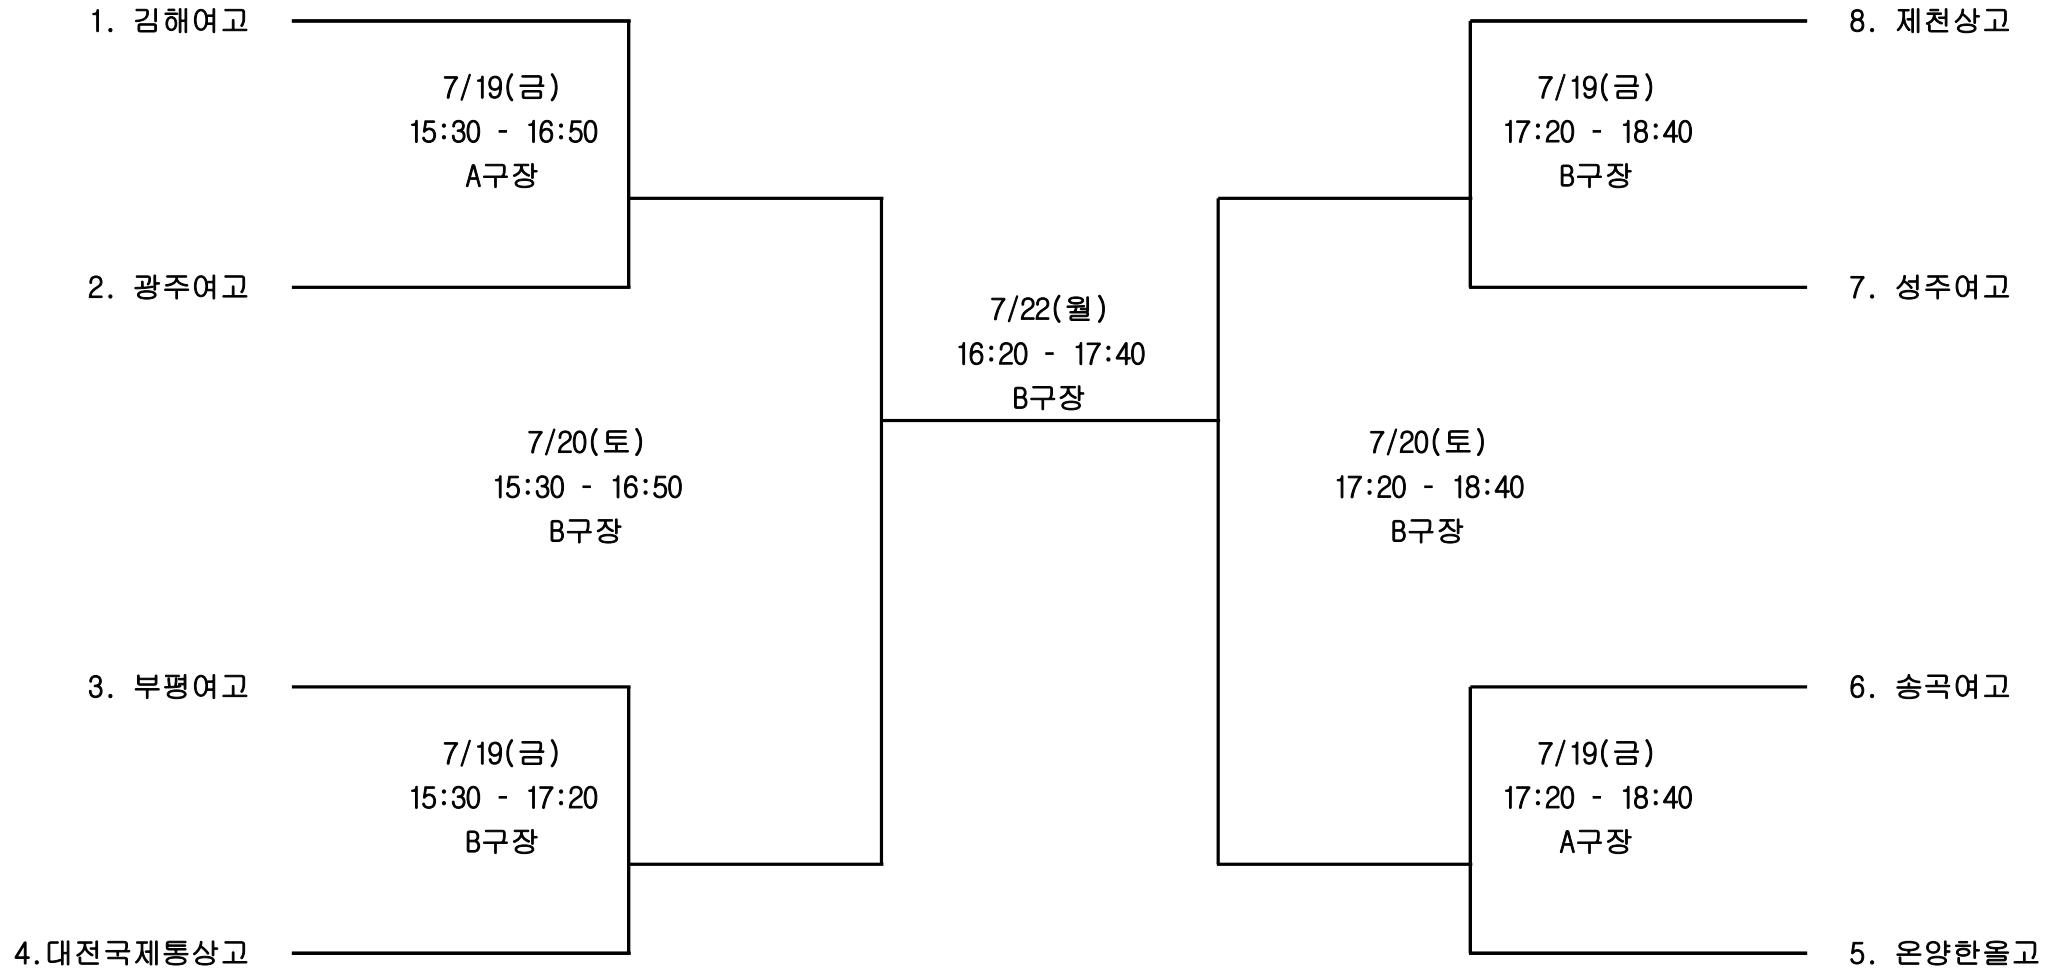 1. 김해여고
8. 제천상고
7/19(금)
15:30 - 16:50
A구장
7/19(금)
17:20 - 18:40
B구장
2. 광주여고
7. 성주여고
7/22(월)
16:20 - 17:40
B구장
7/20(토)
15:30 - 16:50
B구장
7/20(토)
17:20 - 18:40
B구장
3. 부평여고
6. 송곡여고
7/19(금)
15:30 - 17:20
B구장
7/19(금)
17:20 - 18:40
A구장
4.대전국제통상고
5. 온양한올고